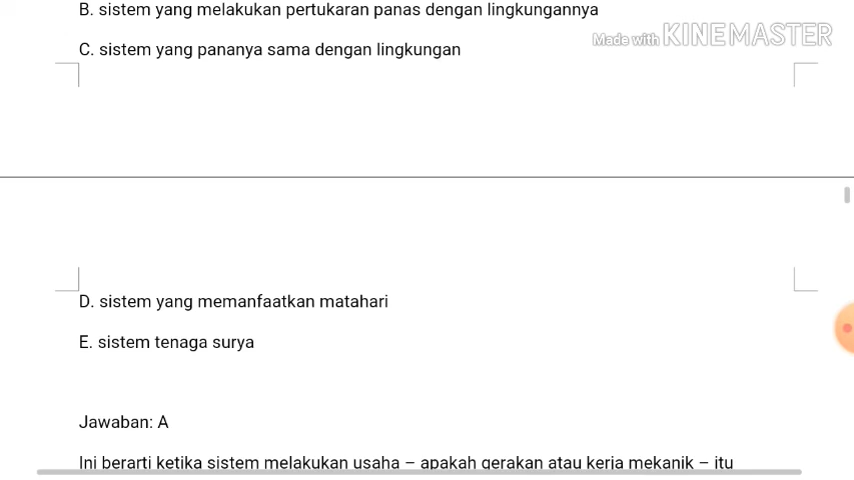 B. sistem yang melakukan pertukaran panas dengan lingkungannya
Made with KINEMASTER
C. sistem yang pananya sama dengan lingkungan
D. sistem yang memanfaatkan matahari
E. sistem tenaga surya
Jawaban: A
Ini berarti ketika sistem melakukan usaha – apakah gerakan atau kerja mekanik – itu